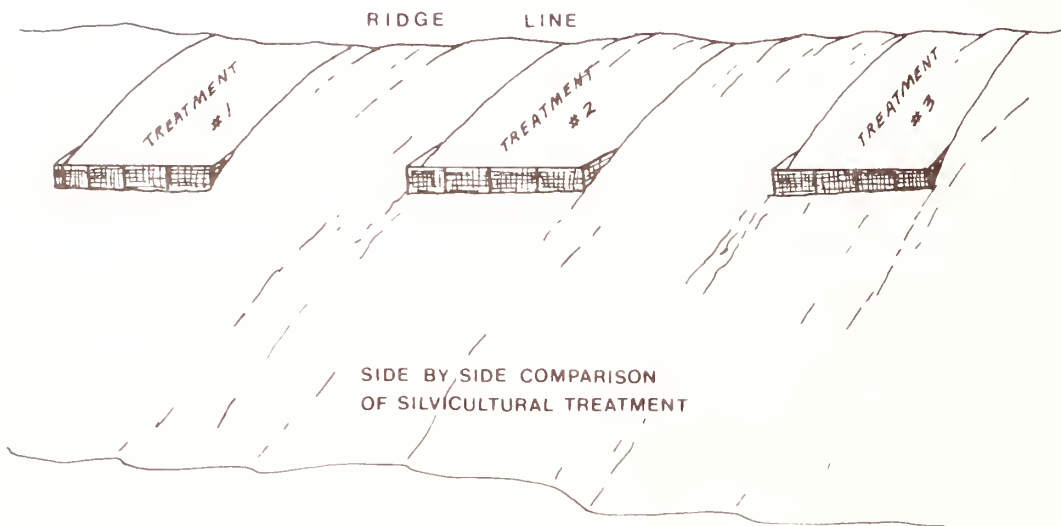 RIDGE LINE
TREATMENT
#1
TREATMENT
#2
TREATMENT
#3
SIDE BY SIDE COMPARISON
OF SILVICULTURAL TREATMENT